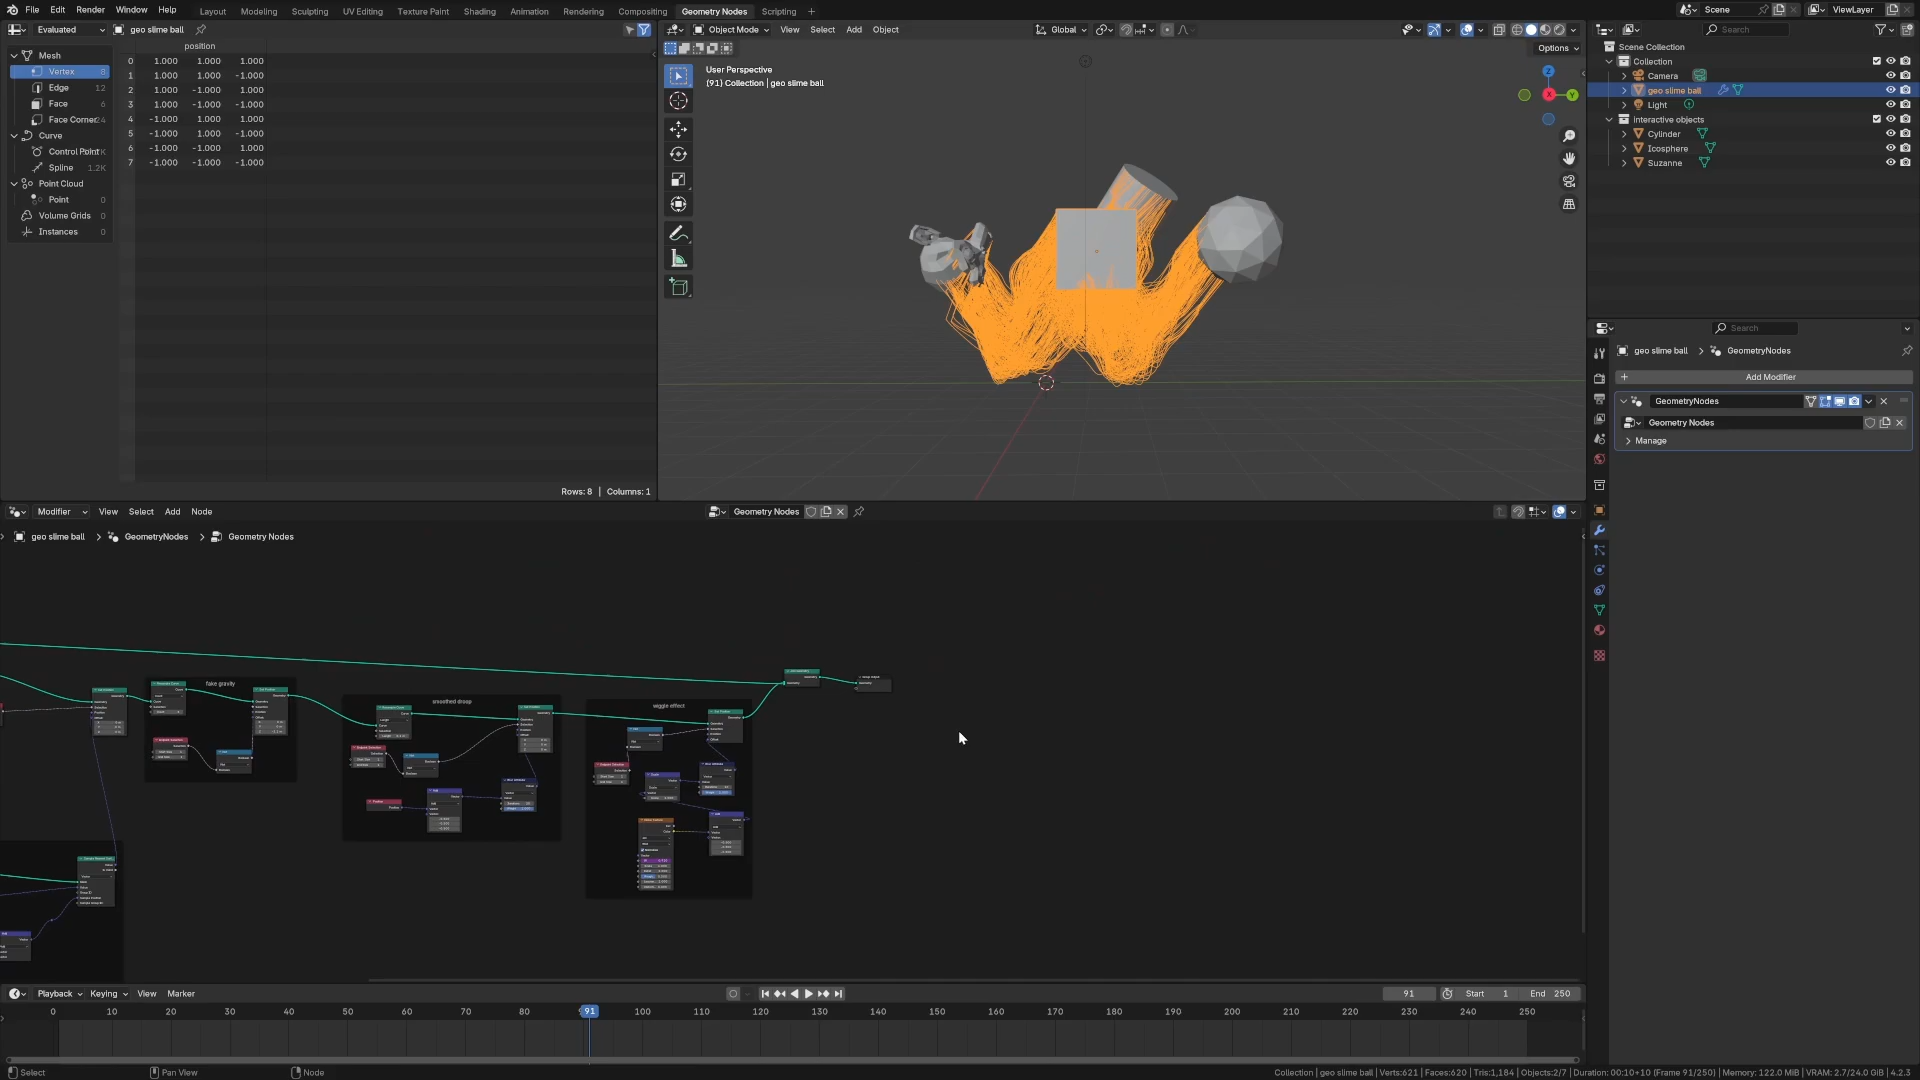 File Edit Render Window Help
Layout Modeling Sculpting UV Editing Texture Paint Shading Animation Rendering Compositing Geometry Nodes Scripting +
Scene
ViewLayer
Evaluated
geo slime ball
position
Mesh
Vertex 8
Edge 12
Face 6
Face Corner 24
Curve
Control Point
Spline 1.2K
Point Cloud
Point 0
Volume Grids 0
Instances 0
0 1.000 1.000 1.000
1 1.000 1.000 -1.000
2 1.000 -1.000 1.000
3 1.000 -1.000 -1.000
4 -1.000 1.000 1.000
5 -1.000 1.000 -1.000
6 -1.000 -1.000 1.000
7 -1.000 -1.000 -1.000
Rows: 8 | Columns: 1
Object Mode View Select Add Object
Global
Options
User Perspective
(91) Collection | geo slime ball
Z
X
Y
Search
Scene Collection
Collection
Camera
geo slime ball
Light
interactive objects
Cylinder
Icosphere
Suzanne
Search
geo slime ball > GeometryNodes
+ Add Modifier
GeometryNodes
Geometry Nodes
Manage
Modifier View Select Add Node
Geometry Nodes
geo slime ball > GeometryNodes > Geometry Nodes
fake gravity
smoothed droop
wiggle effect
Playback Keying View Marker
91
Start 1
End 250
0 10 20 30 40 50 60 70 80 91 100 110 120 130 140 150 160 170 180 190 200 210 220 230 240 250
Select
Pan View
Node
Collection | geo slime ball | Verts:621 | Faces:620 | Tris:1,184 | Objects:2/7 | Duration: 00:10+10 (Frame 91/250) | Memory: 122.0 MiB | VRAM: 2.7/24.0 GiB | 4.2.3